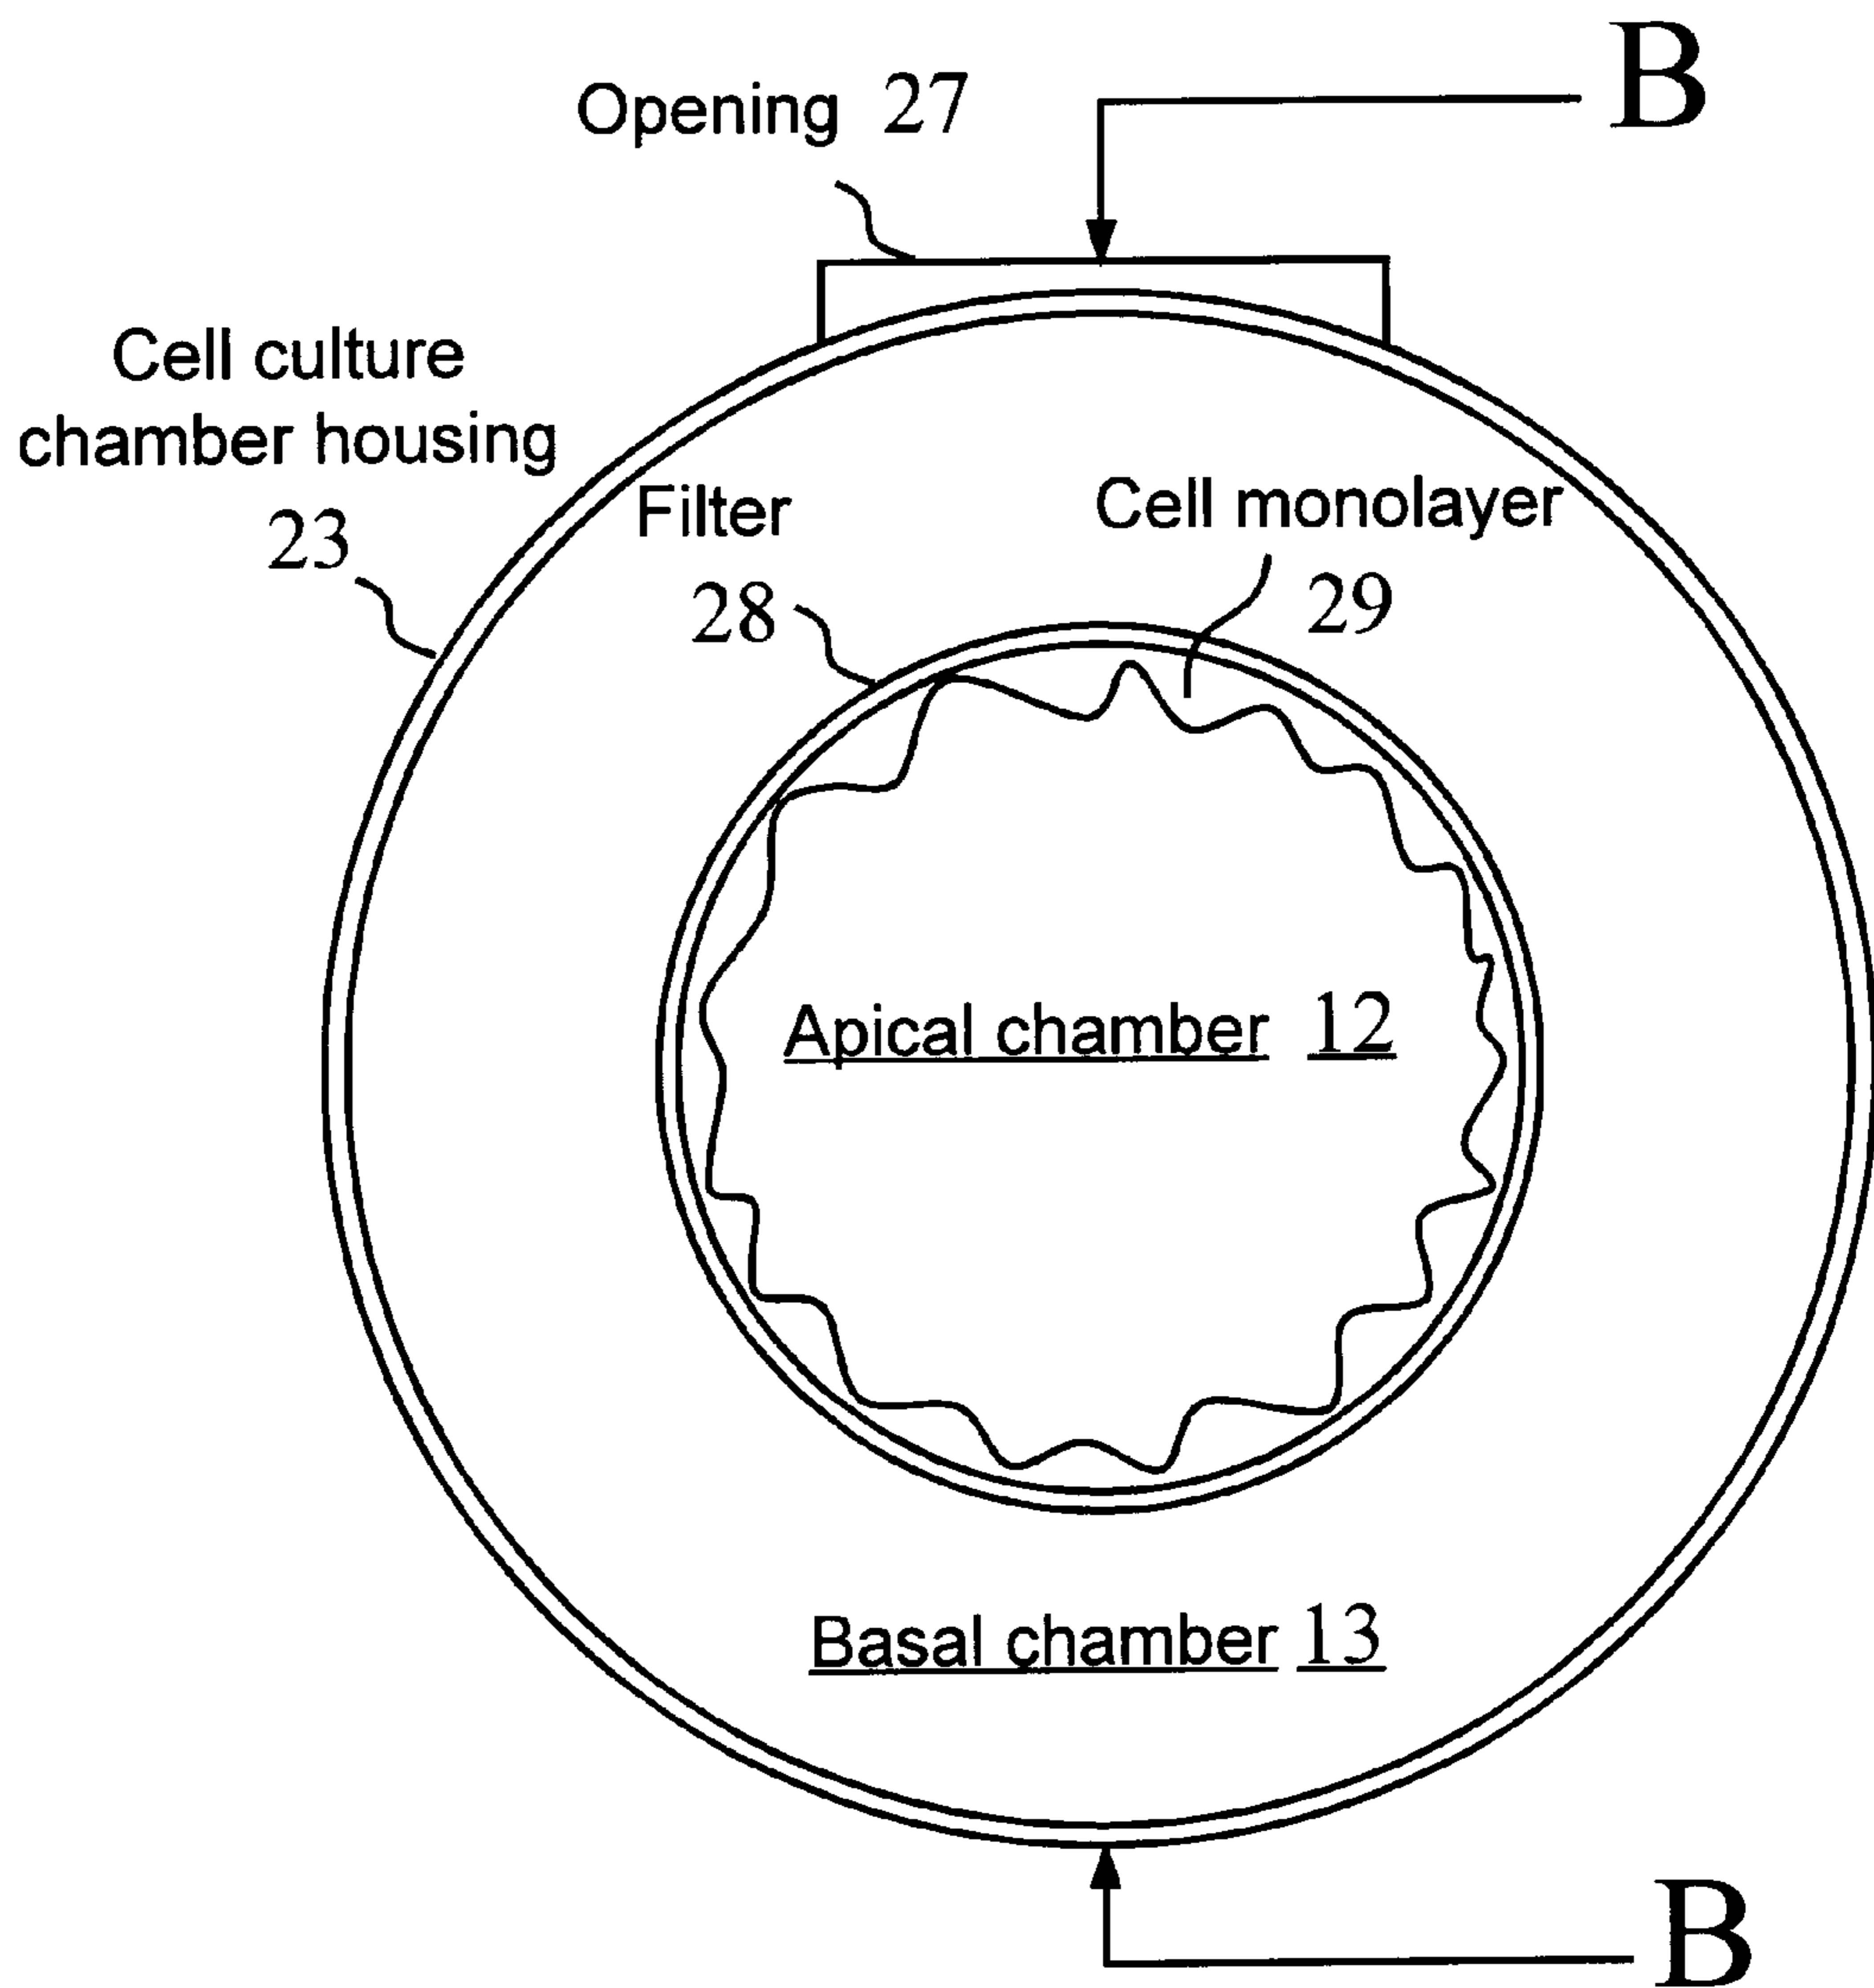 B
Opening 27
Cell culture
chamber housing
23
Filter
28
Cell monolayer
29
Apical chamber 12
Basal chamber 13
B